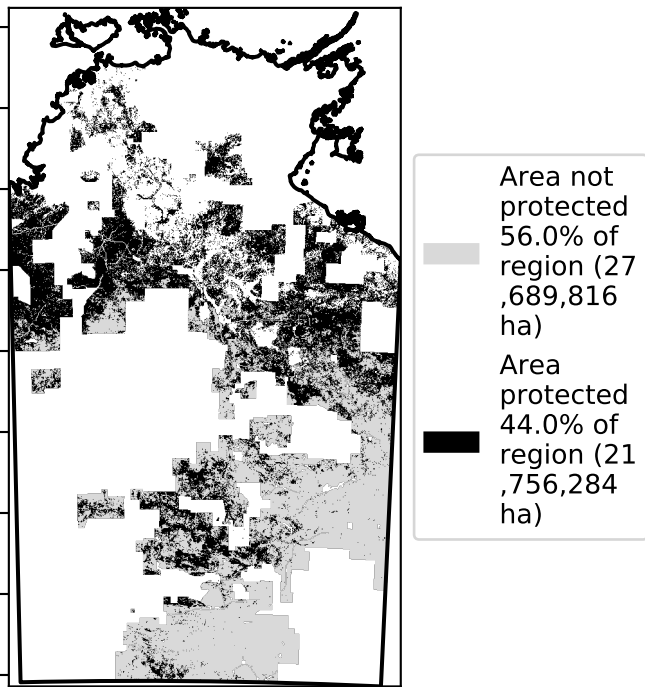 Area not
protected
56.0% of
region (27
,689,816
ha)
Area
protected
44.0% of
region (21
,756,284
ha)